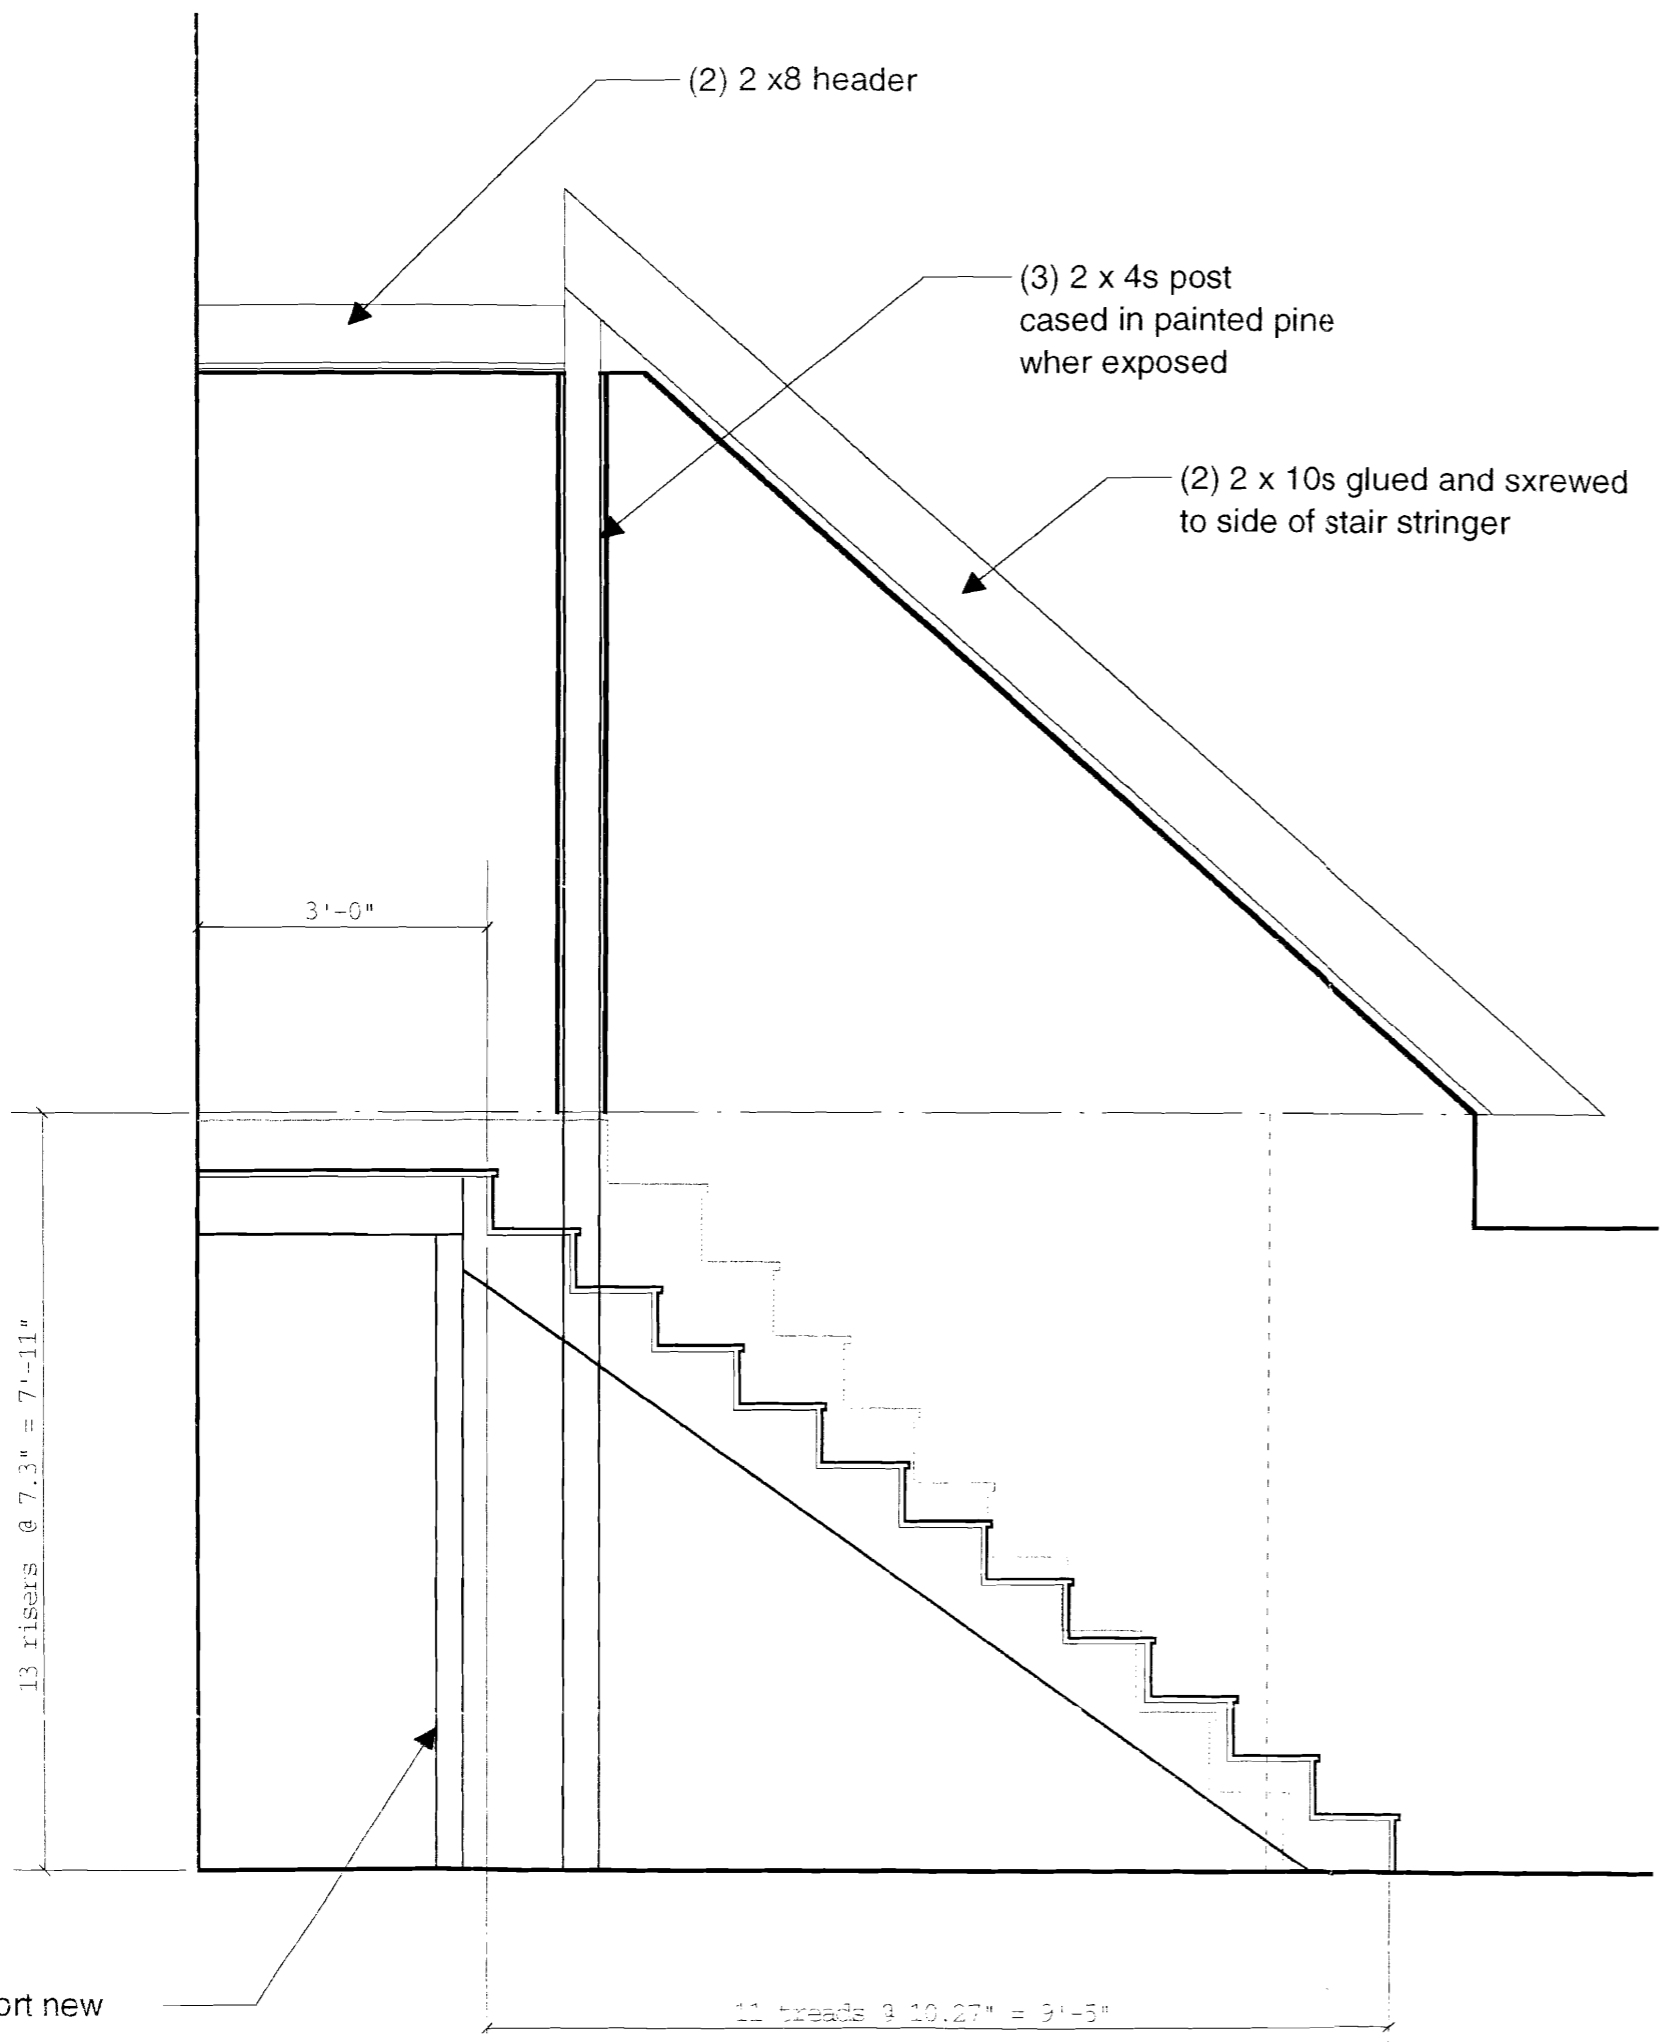 (2) 2 x8 header
(3) 2 x 4s post
cased in painted pine
wher exposed
(2) 2 x 10s glued and sxrewed
to side of stair stringer
3'-0"
13 risers @ 7.3" = 7'-11"
ort new
11 treads @ 10.27" = 9'-5"